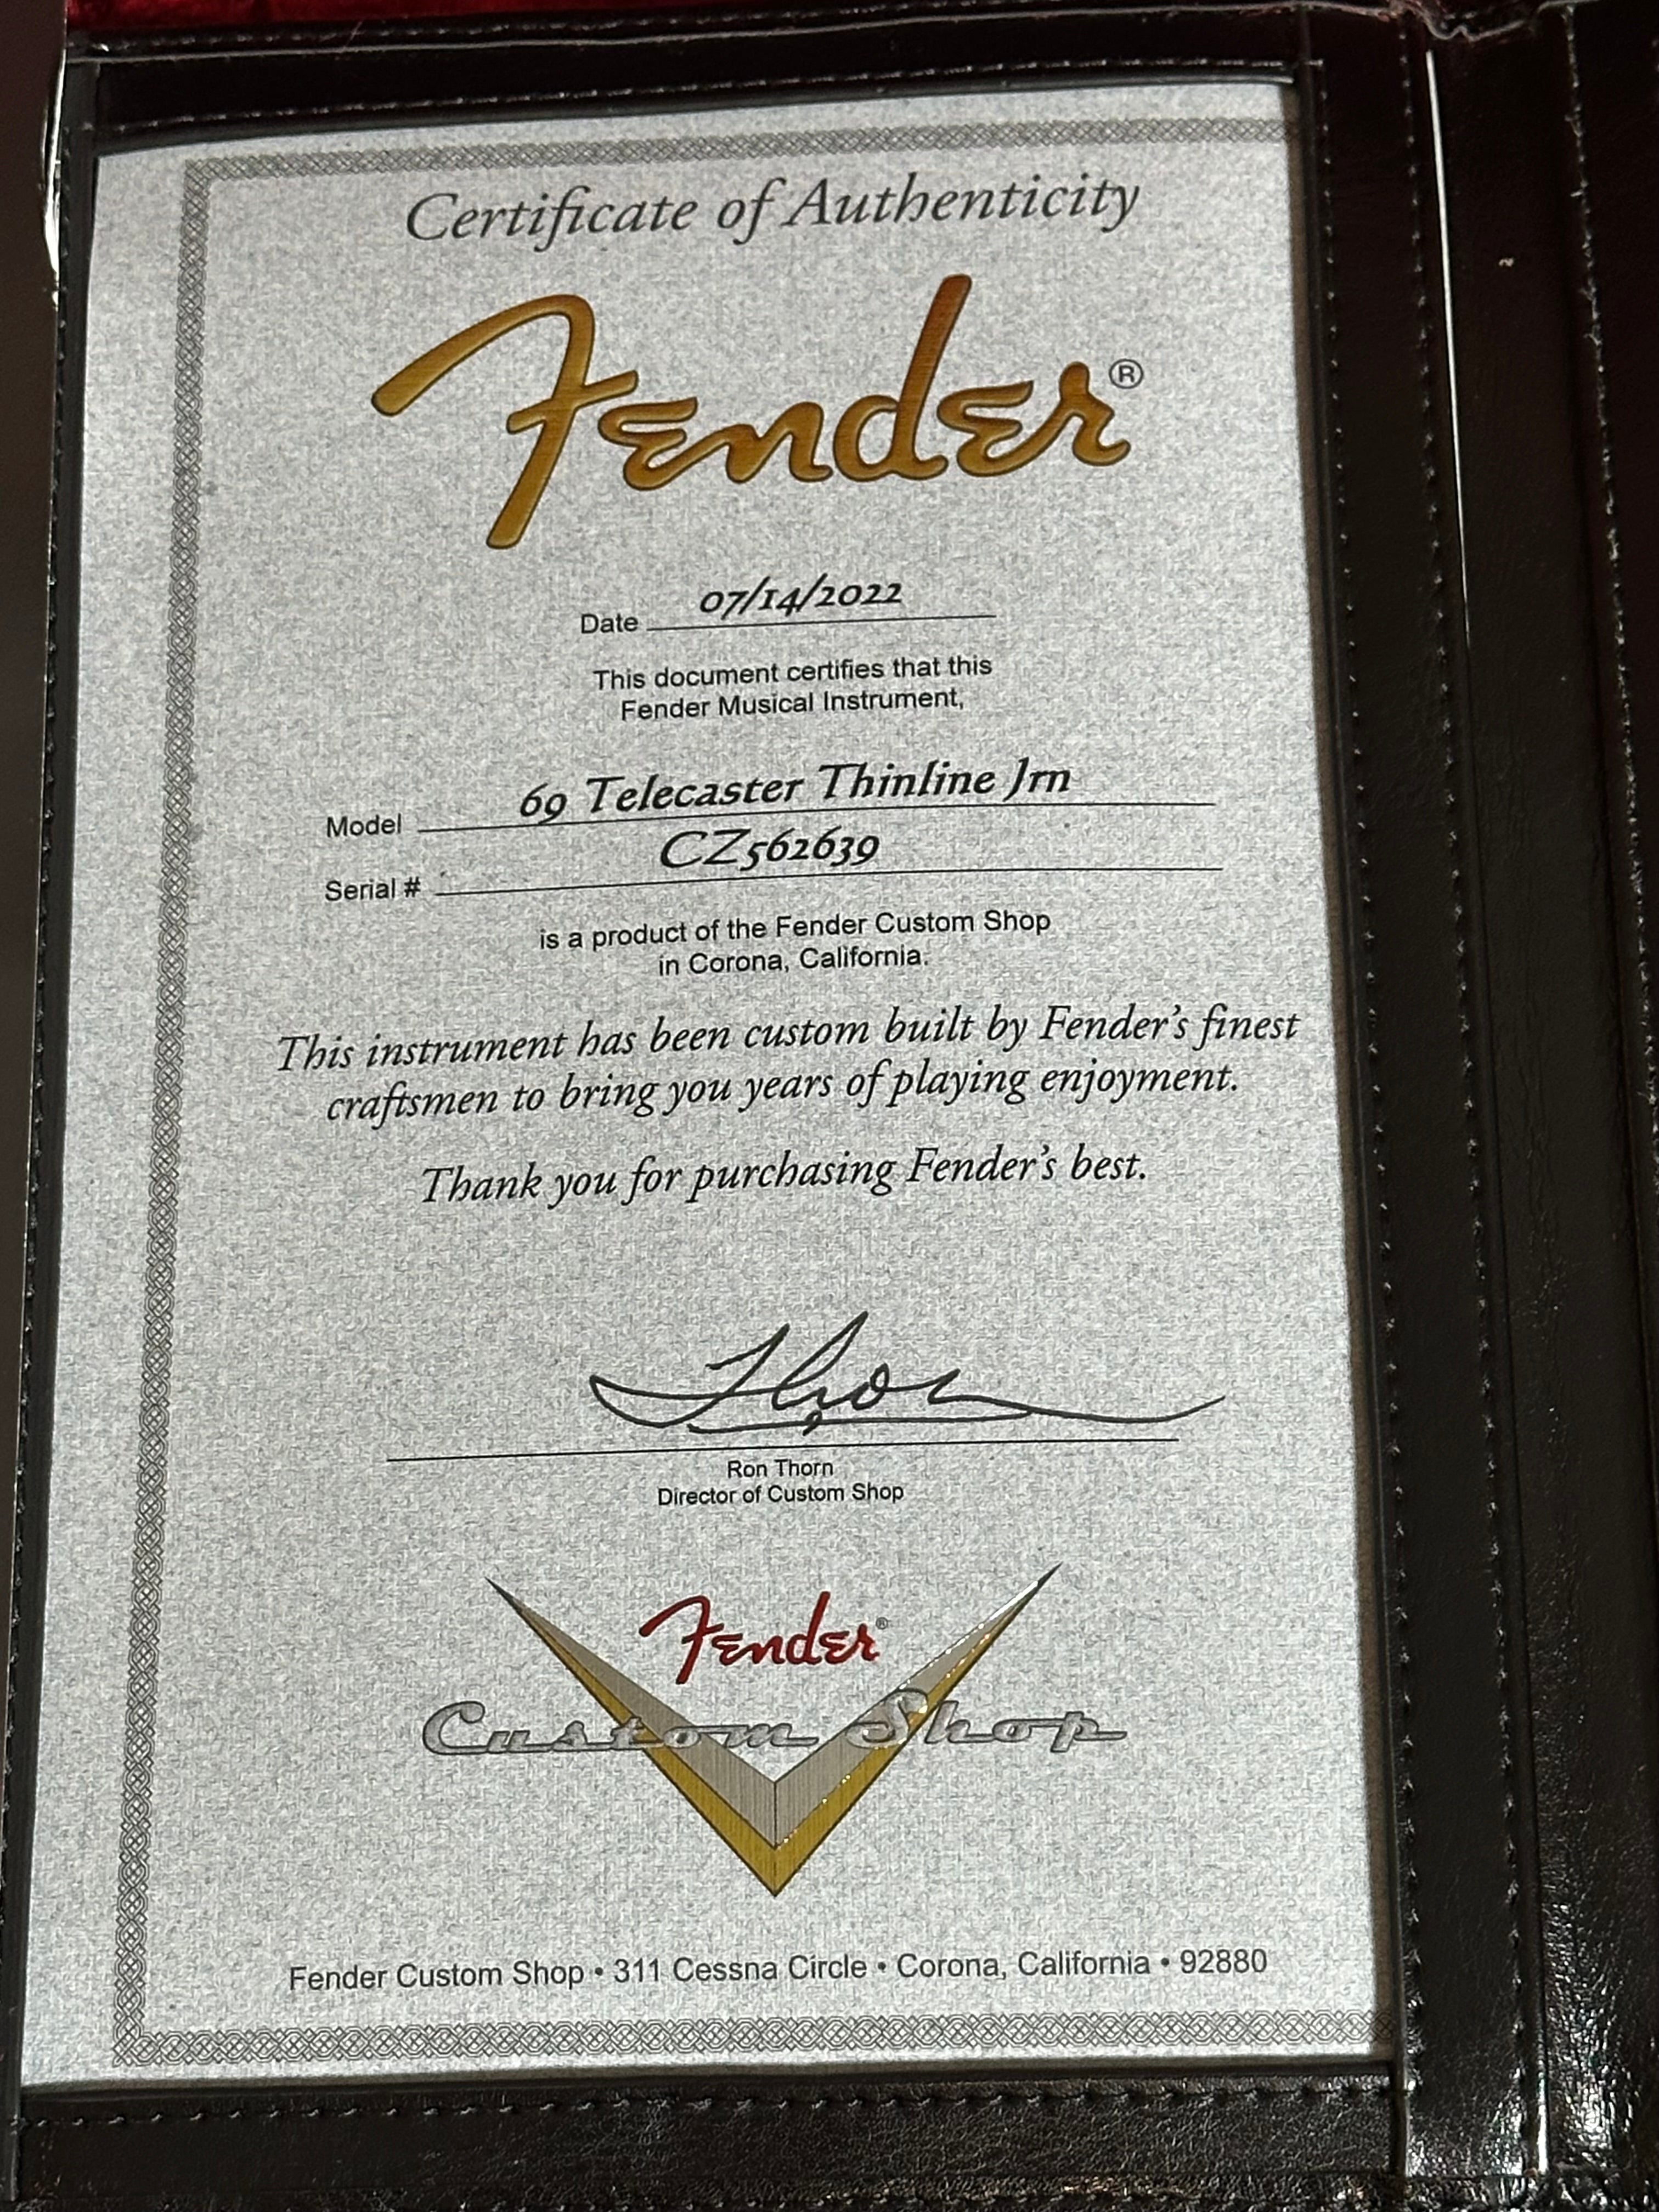 Certificate of Authenticity
Fender®
Date 07/14/2022
This document certifies that this
Fender Musical Instrument,
Model 69 Telecaster Thinline Jrn
Serial # CZ562639
is a product of the Fender Custom Shop
in Corona, California.
This instrument has been custom built by Fender's finest
craftsmen to bring you years of playing enjoyment.
Thank you for purchasing Fender's best.
Thorn
Ron Thorn
Director of Custom Shop
Fender®
Custom Shop
Fender Custom Shop • 311 Cessna Circle • Corona, California • 92880